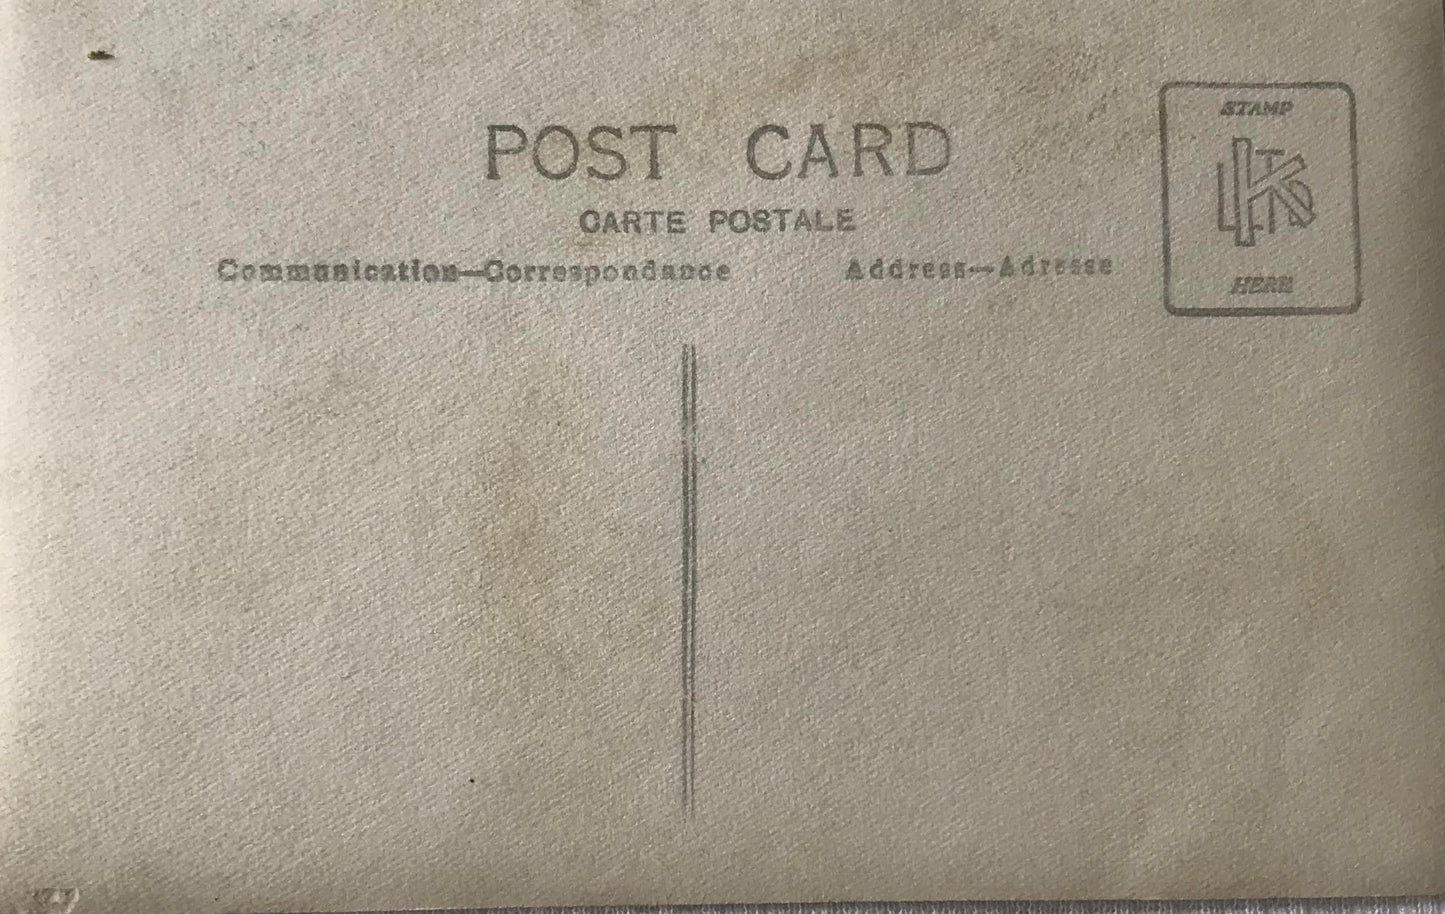 POST CARD
CARTE POSTALE
Communication—Correspondance
Address—Adresse
STAMP
HERE